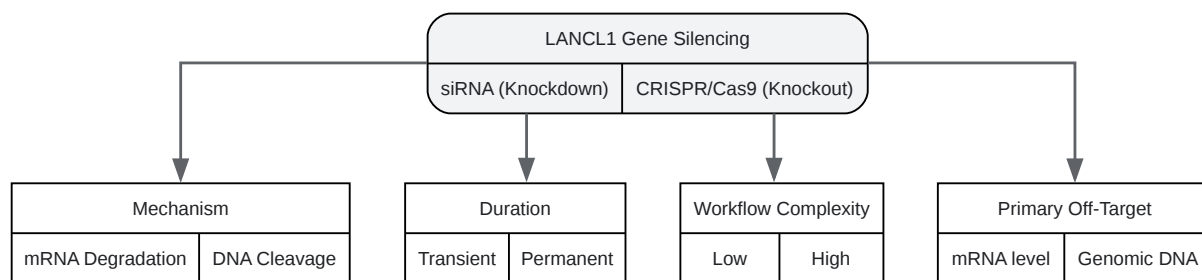 LANCL1 Gene Silencing
siRNA (Knockdown) CRISPR/Cas9 (Knockout)
Mechanism
mRNA Degradation DNA Cleavage
Duration
Transient Permanent
Workflow Complexity
Low High
Primary Off-Target
mRNA level Genomic DNA